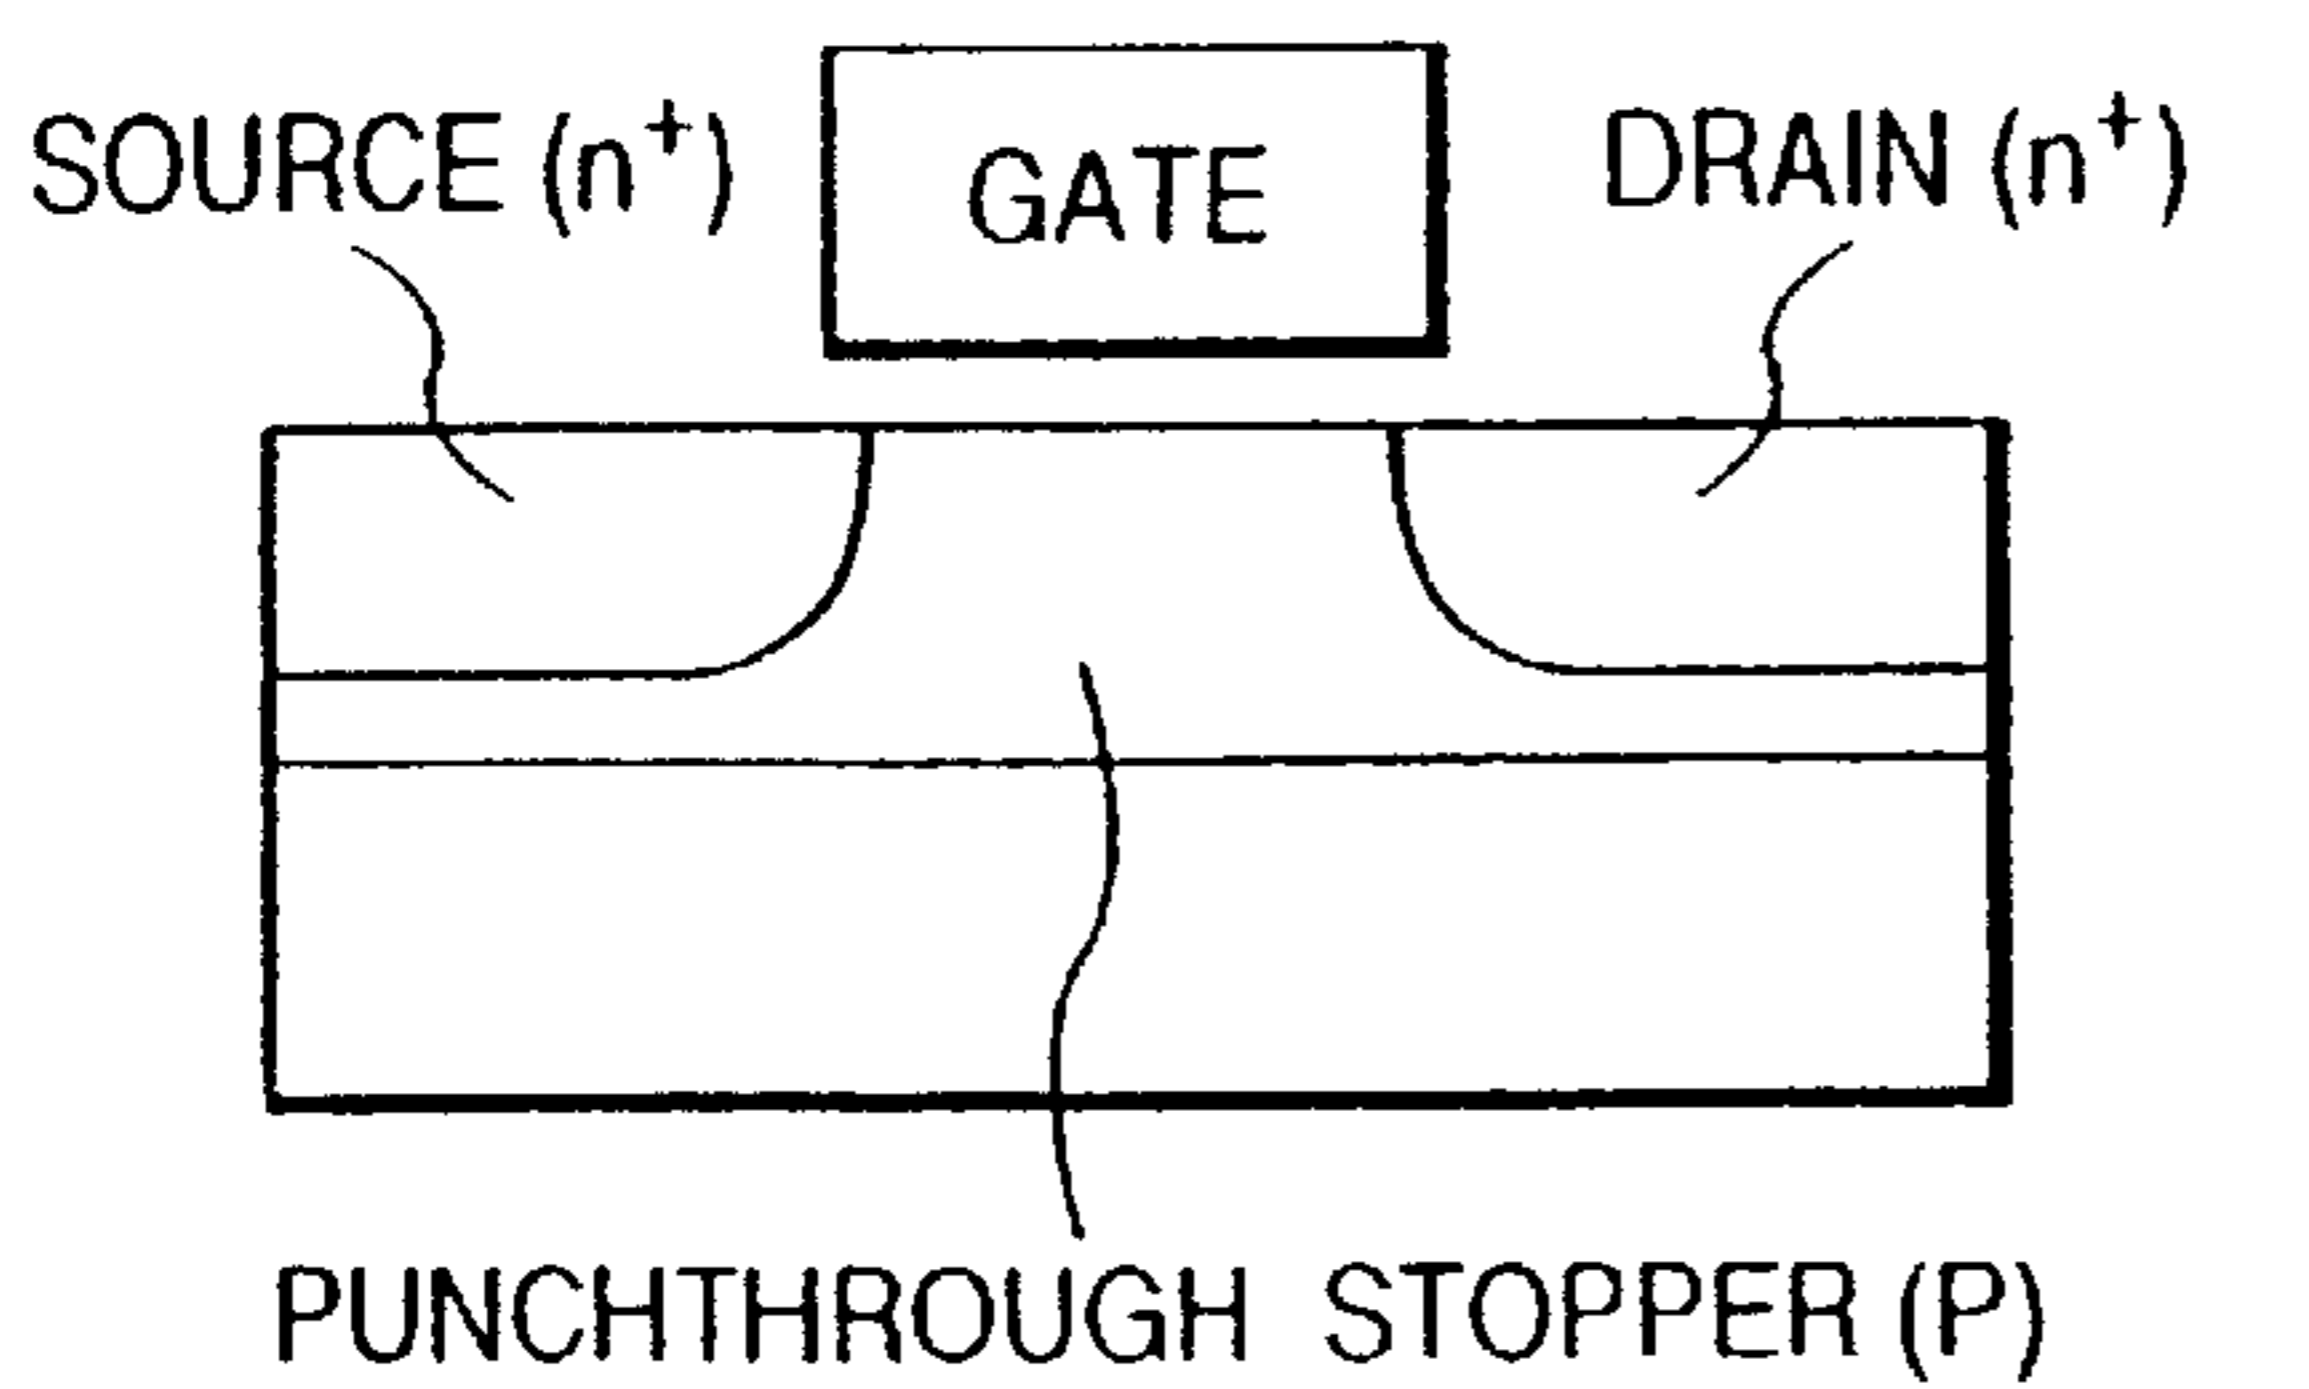 SOURCE (n⁺)
GATE
DRAIN (n⁺)
PUNCHTHROUGH STOPPER (P)